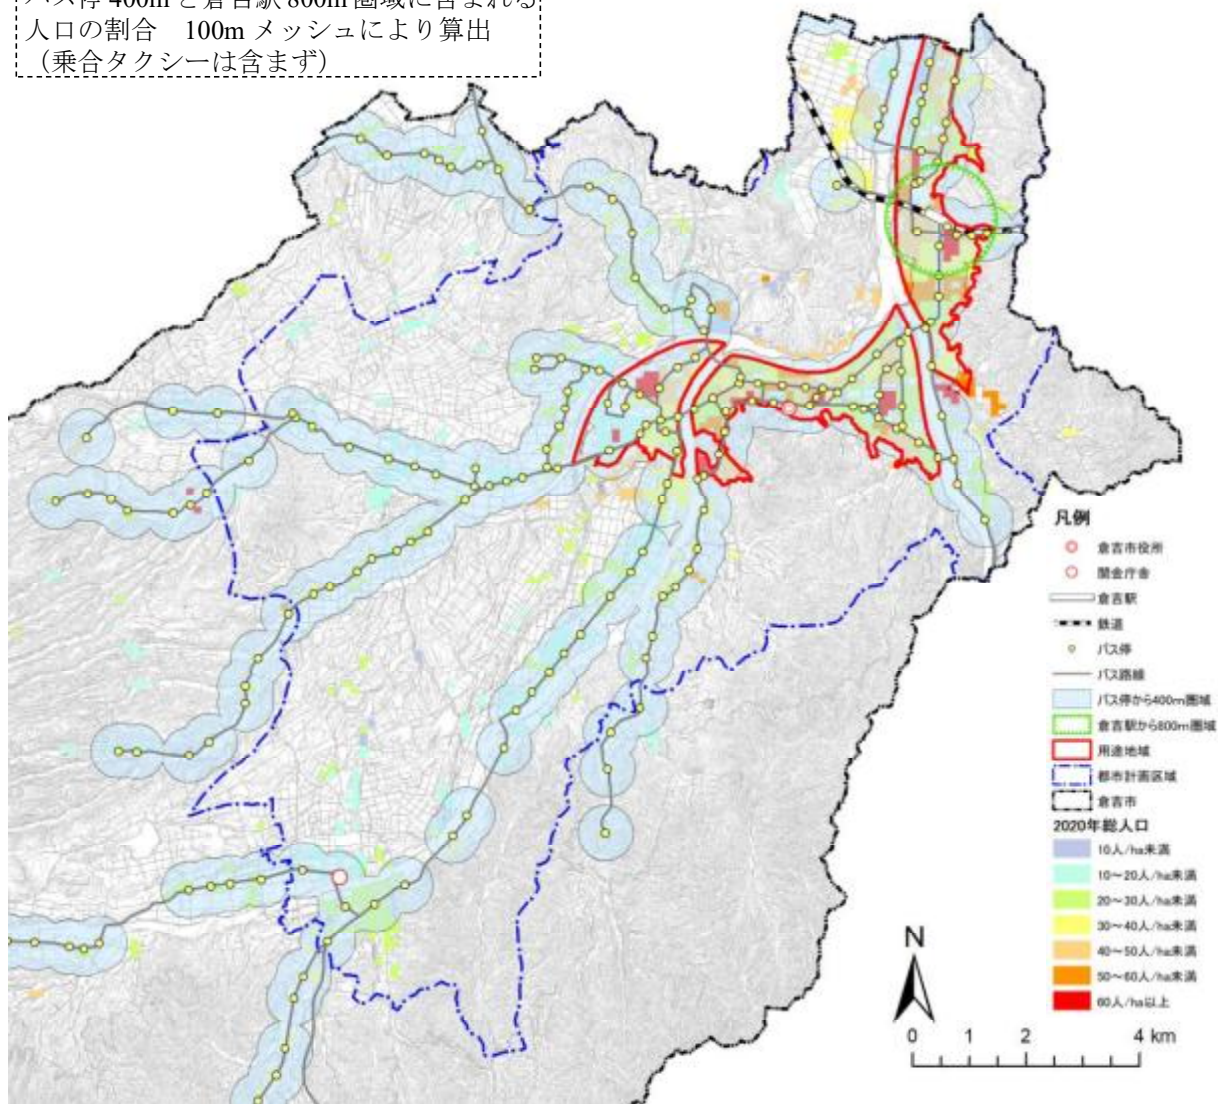 バス停 400m と倉吉駅 800m 圏域に含まれる
人口の割合　100m メッシュにより算出
（乗合タクシーは含まず）
凡例
倉吉市役所
関金庁舎
倉吉駅
鉄道
バス停
バス路線
バス停から400m圏域
倉吉駅から800m圏域
用途地域
都市計画区域
倉吉市
2020年総人口
10人/ha未満
10～20人/ha未満
20～30人/ha未満
30～40人/ha未満
40～50人/ha未満
50～60人/ha未満
60人/ha以上
N
0 1 2 4 km